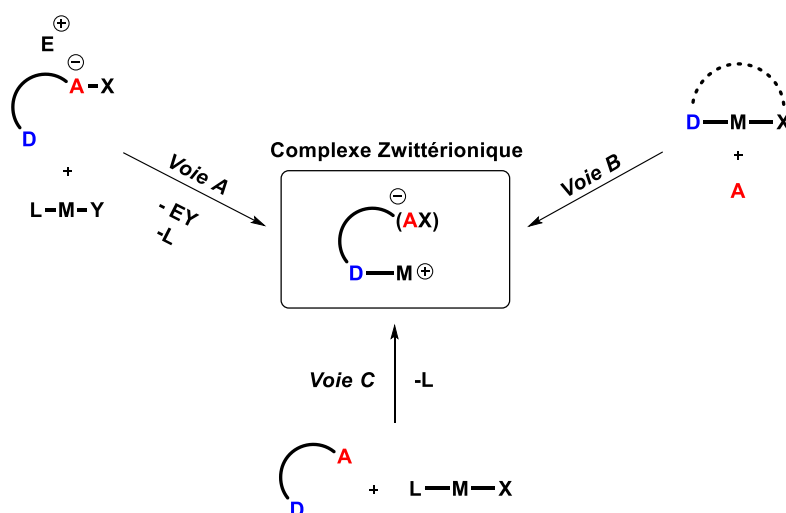 E⊕
⊖
A–X
D
+
L–M–Y
Voie A
- EY
-L
Complexe Zwittérionique
⊖
(AX)
D–M⊕
D–M–X
+
A
Voie B
Voie C
-L
A
D
+
L–M–X